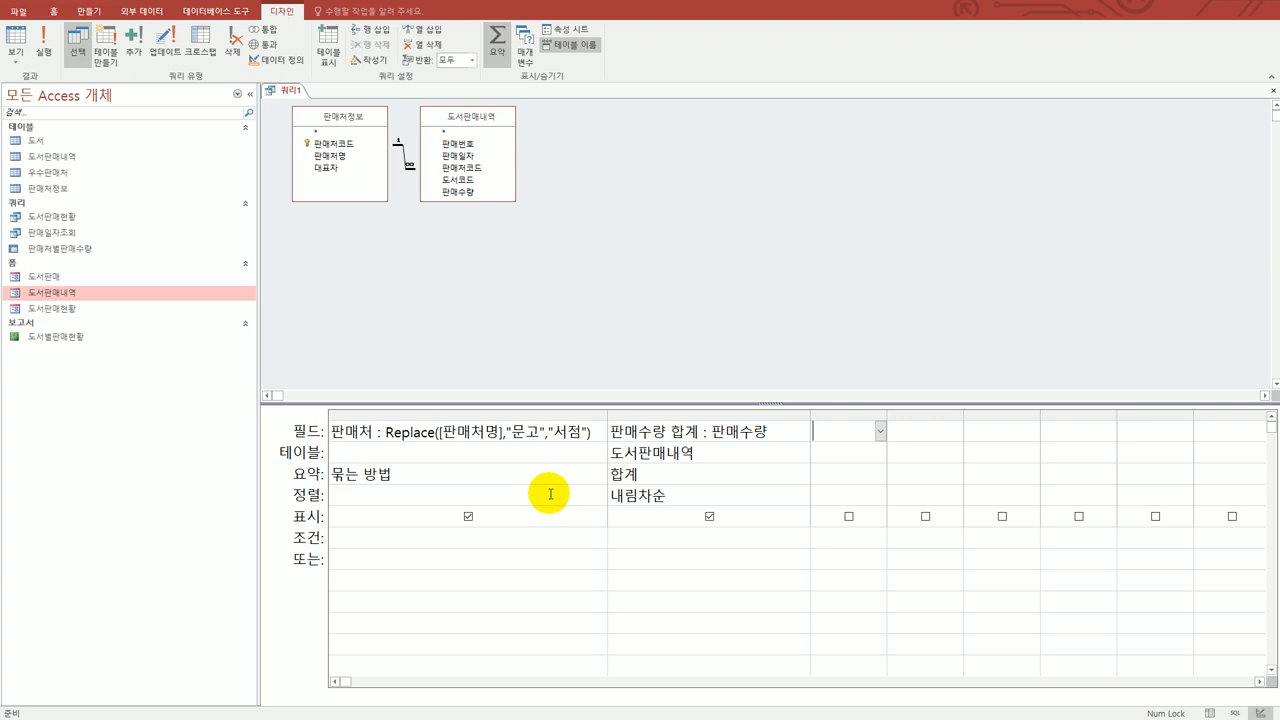 파일 홈 만들기 외부 데이터 데이터베이스 도구 디자인 수행할 작업을 알려 주세요.
보기 실행 선택 테이블 만들기 추가 업데이트 크로스탭 삭제 통합 통과 데이터 정의 테이블 표시 행 삽입 행 삭제 작성기 열 삽입 열 삭제 반환: 모두 요약 매개 변수 속성 시트 테이블 이름
결과 쿼리 유형 쿼리 설정 표시/숨기기
모든 Access 개체
검색...
테이블
도서
도서판매내역
우수판매처
판매처정보
쿼리
도서판매현황
판매일자조회
판매처별판매수량
폼
도서판매
도서판매내역
도서판매현황
보고서
도서별판매현황
쿼리1
판매처정보
*
판매처코드
판매처명
대표자
1
∞
도서판매내역
*
판매번호
판매일자
판매처코드
도서코드
판매수량
필드: 판매처 : Replace([판매처명],"문고","서점") 판매수량 합계 : 판매수량
테이블: 도서판매내역
요약: 묶는 방법 합계
정렬: 내림차순
표시:
조건:
또는:
준비 Num Lock SQL